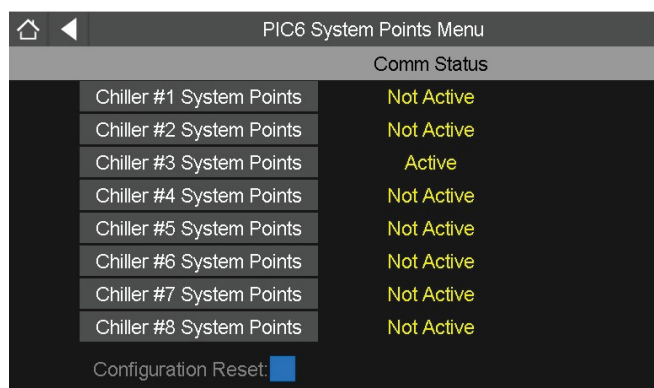 PIC6 System Points Menu
Comm Status
Chiller #1 System Points Not Active
Chiller #2 System Points Not Active
Chiller #3 System Points Active
Chiller #4 System Points Not Active
Chiller #5 System Points Not Active
Chiller #6 System Points Not Active
Chiller #7 System Points Not Active
Chiller #8 System Points Not Active
Configuration Reset: